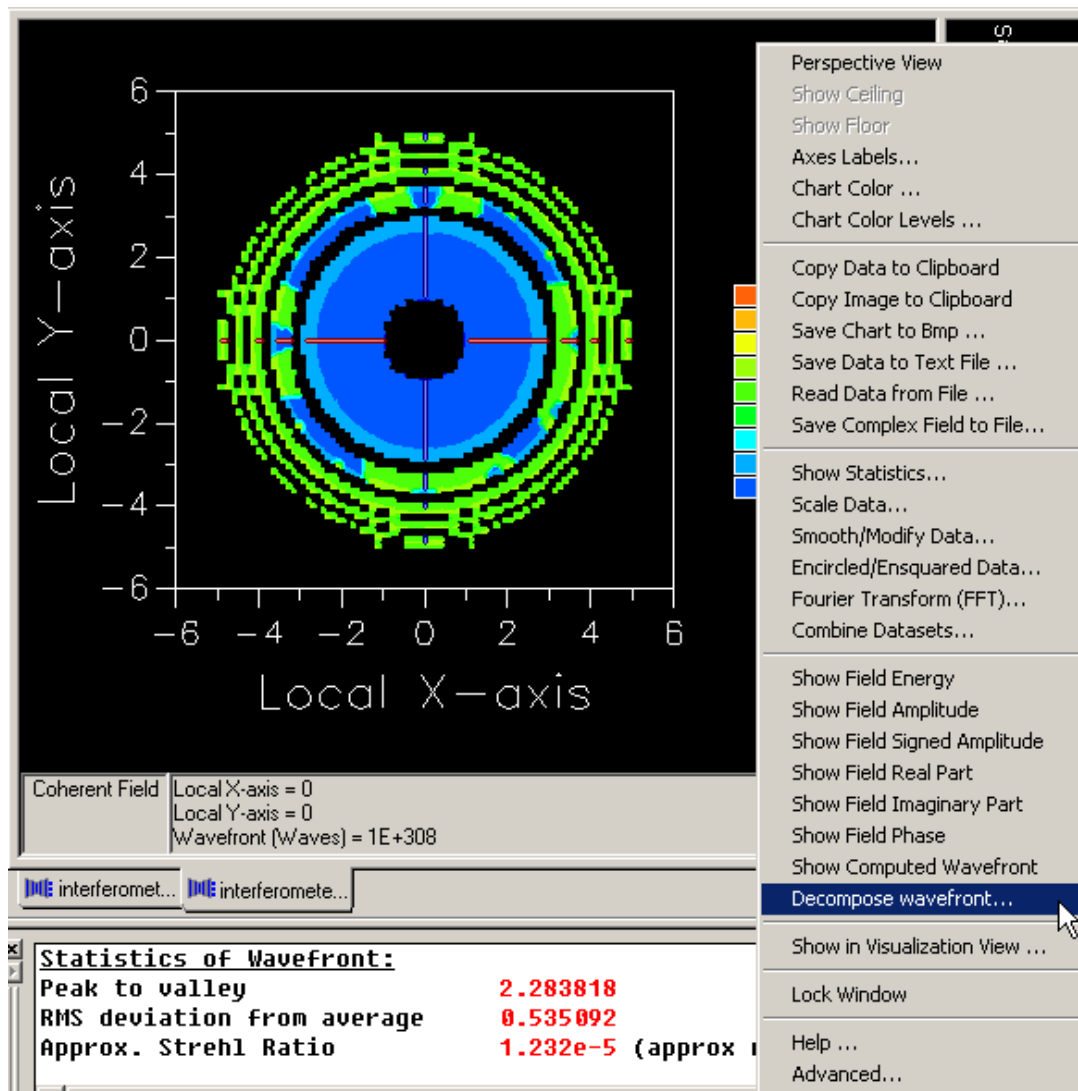 S
Local Y-axis
6
4
2
0
-2
-4
-6
-6 -4 -2 0 2 4 6
Local X-axis
Coherent Field
Local X-axis = 0
Local Y-axis = 0
Wavefront (Waves) = 1E+308
interferomet...
interferomete...
Statistics of Wavefront:
Peak to valley 2.283818
RMS deviation from average 0.535092
Approx. Strehl Ratio 1.232e-5 (approx
Perspective View
Show Ceiling
Show Floor
Axes Labels...
Chart Color ...
Chart Color Levels ...
Copy Data to Clipboard
Copy Image to Clipboard
Save Chart to Bmp ...
Save Data to Text File ...
Read Data from File ...
Save Complex Field to File...
Show Statistics...
Scale Data...
Smooth/Modify Data...
Encircled/Ensquared Data...
Fourier Transform (FFT)...
Combine Datasets...
Show Field Energy
Show Field Amplitude
Show Field Signed Amplitude
Show Field Real Part
Show Field Imaginary Part
Show Field Phase
Show Computed Wavefront
Decompose wavefront...
Show in Visualization View ...
Lock Window
Help ...
Advanced...